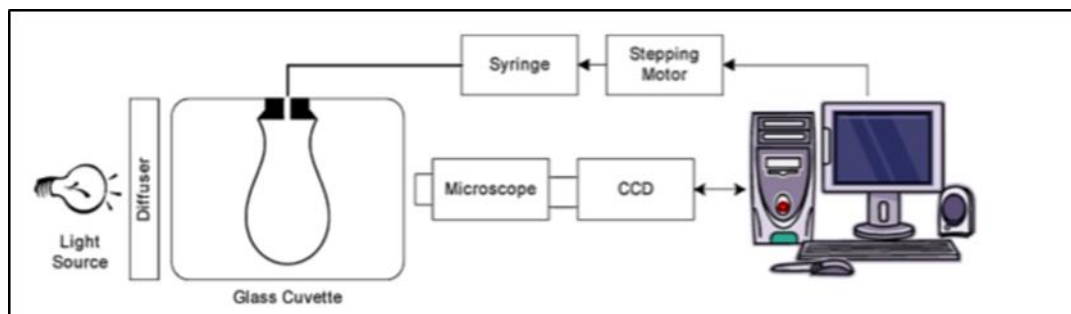 Syringe
Stepping
Motor
Diffuser
Microscope
CCD
Light
Source
Glass Cuvette